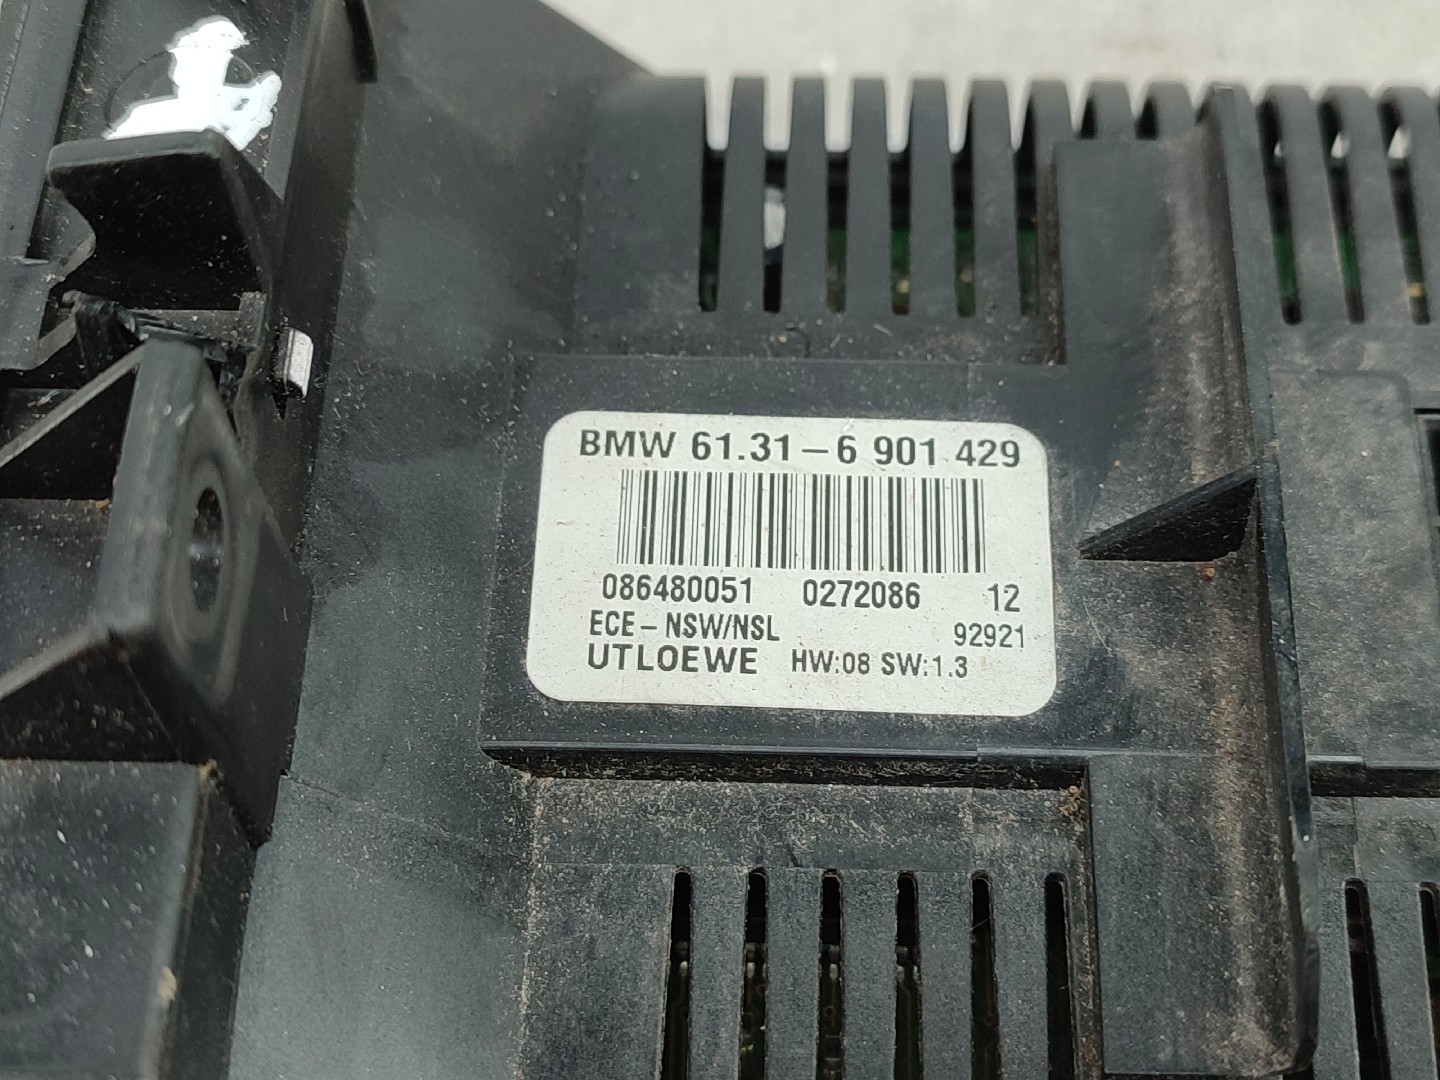 BMW 61.31-6 901 429
086480051 0272086 12
ECE-NSW/NSL 92921
UTLOEWE HW:08 SW:1.3